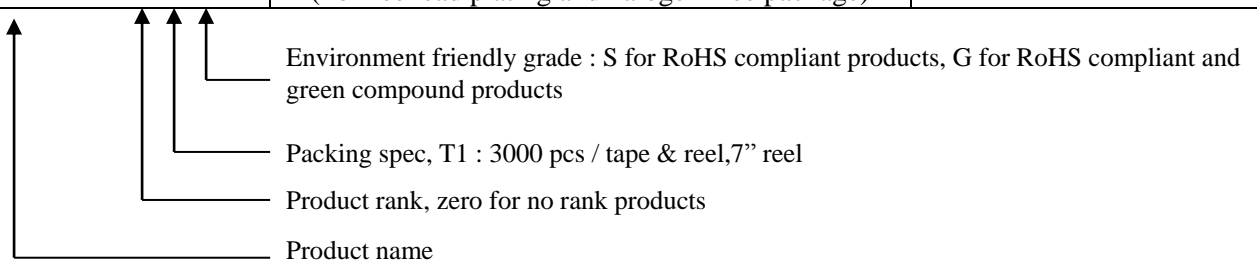 Environment friendly grade : S for RoHS compliant products, G for RoHS compliant and
green compound products
Packing spec, T1 : 3000 pcs / tape & reel,7” reel
Product rank, zero for no rank products
Product name